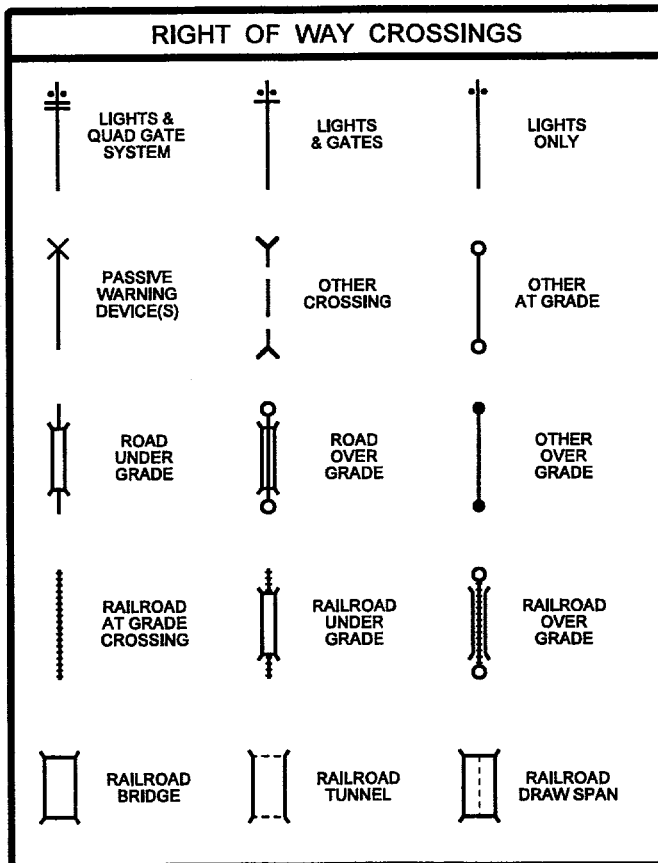 RIGHT OF WAY CROSSINGS
LIGHTS &
QUAD GATE
SYSTEM
LIGHTS
& GATES
LIGHTS
ONLY
PASSIVE
WARNING
DEVICE(S)
OTHER
CROSSING
OTHER
AT GRADE
ROAD
UNDER
GRADE
ROAD
OVER
GRADE
OTHER
OVER
GRADE
RAILROAD
AT GRADE
CROSSING
RAILROAD
UNDER
GRADE
RAILROAD
OVER
GRADE
RAILROAD
BRIDGE
RAILROAD
TUNNEL
RAILROAD
DRAW SPAN